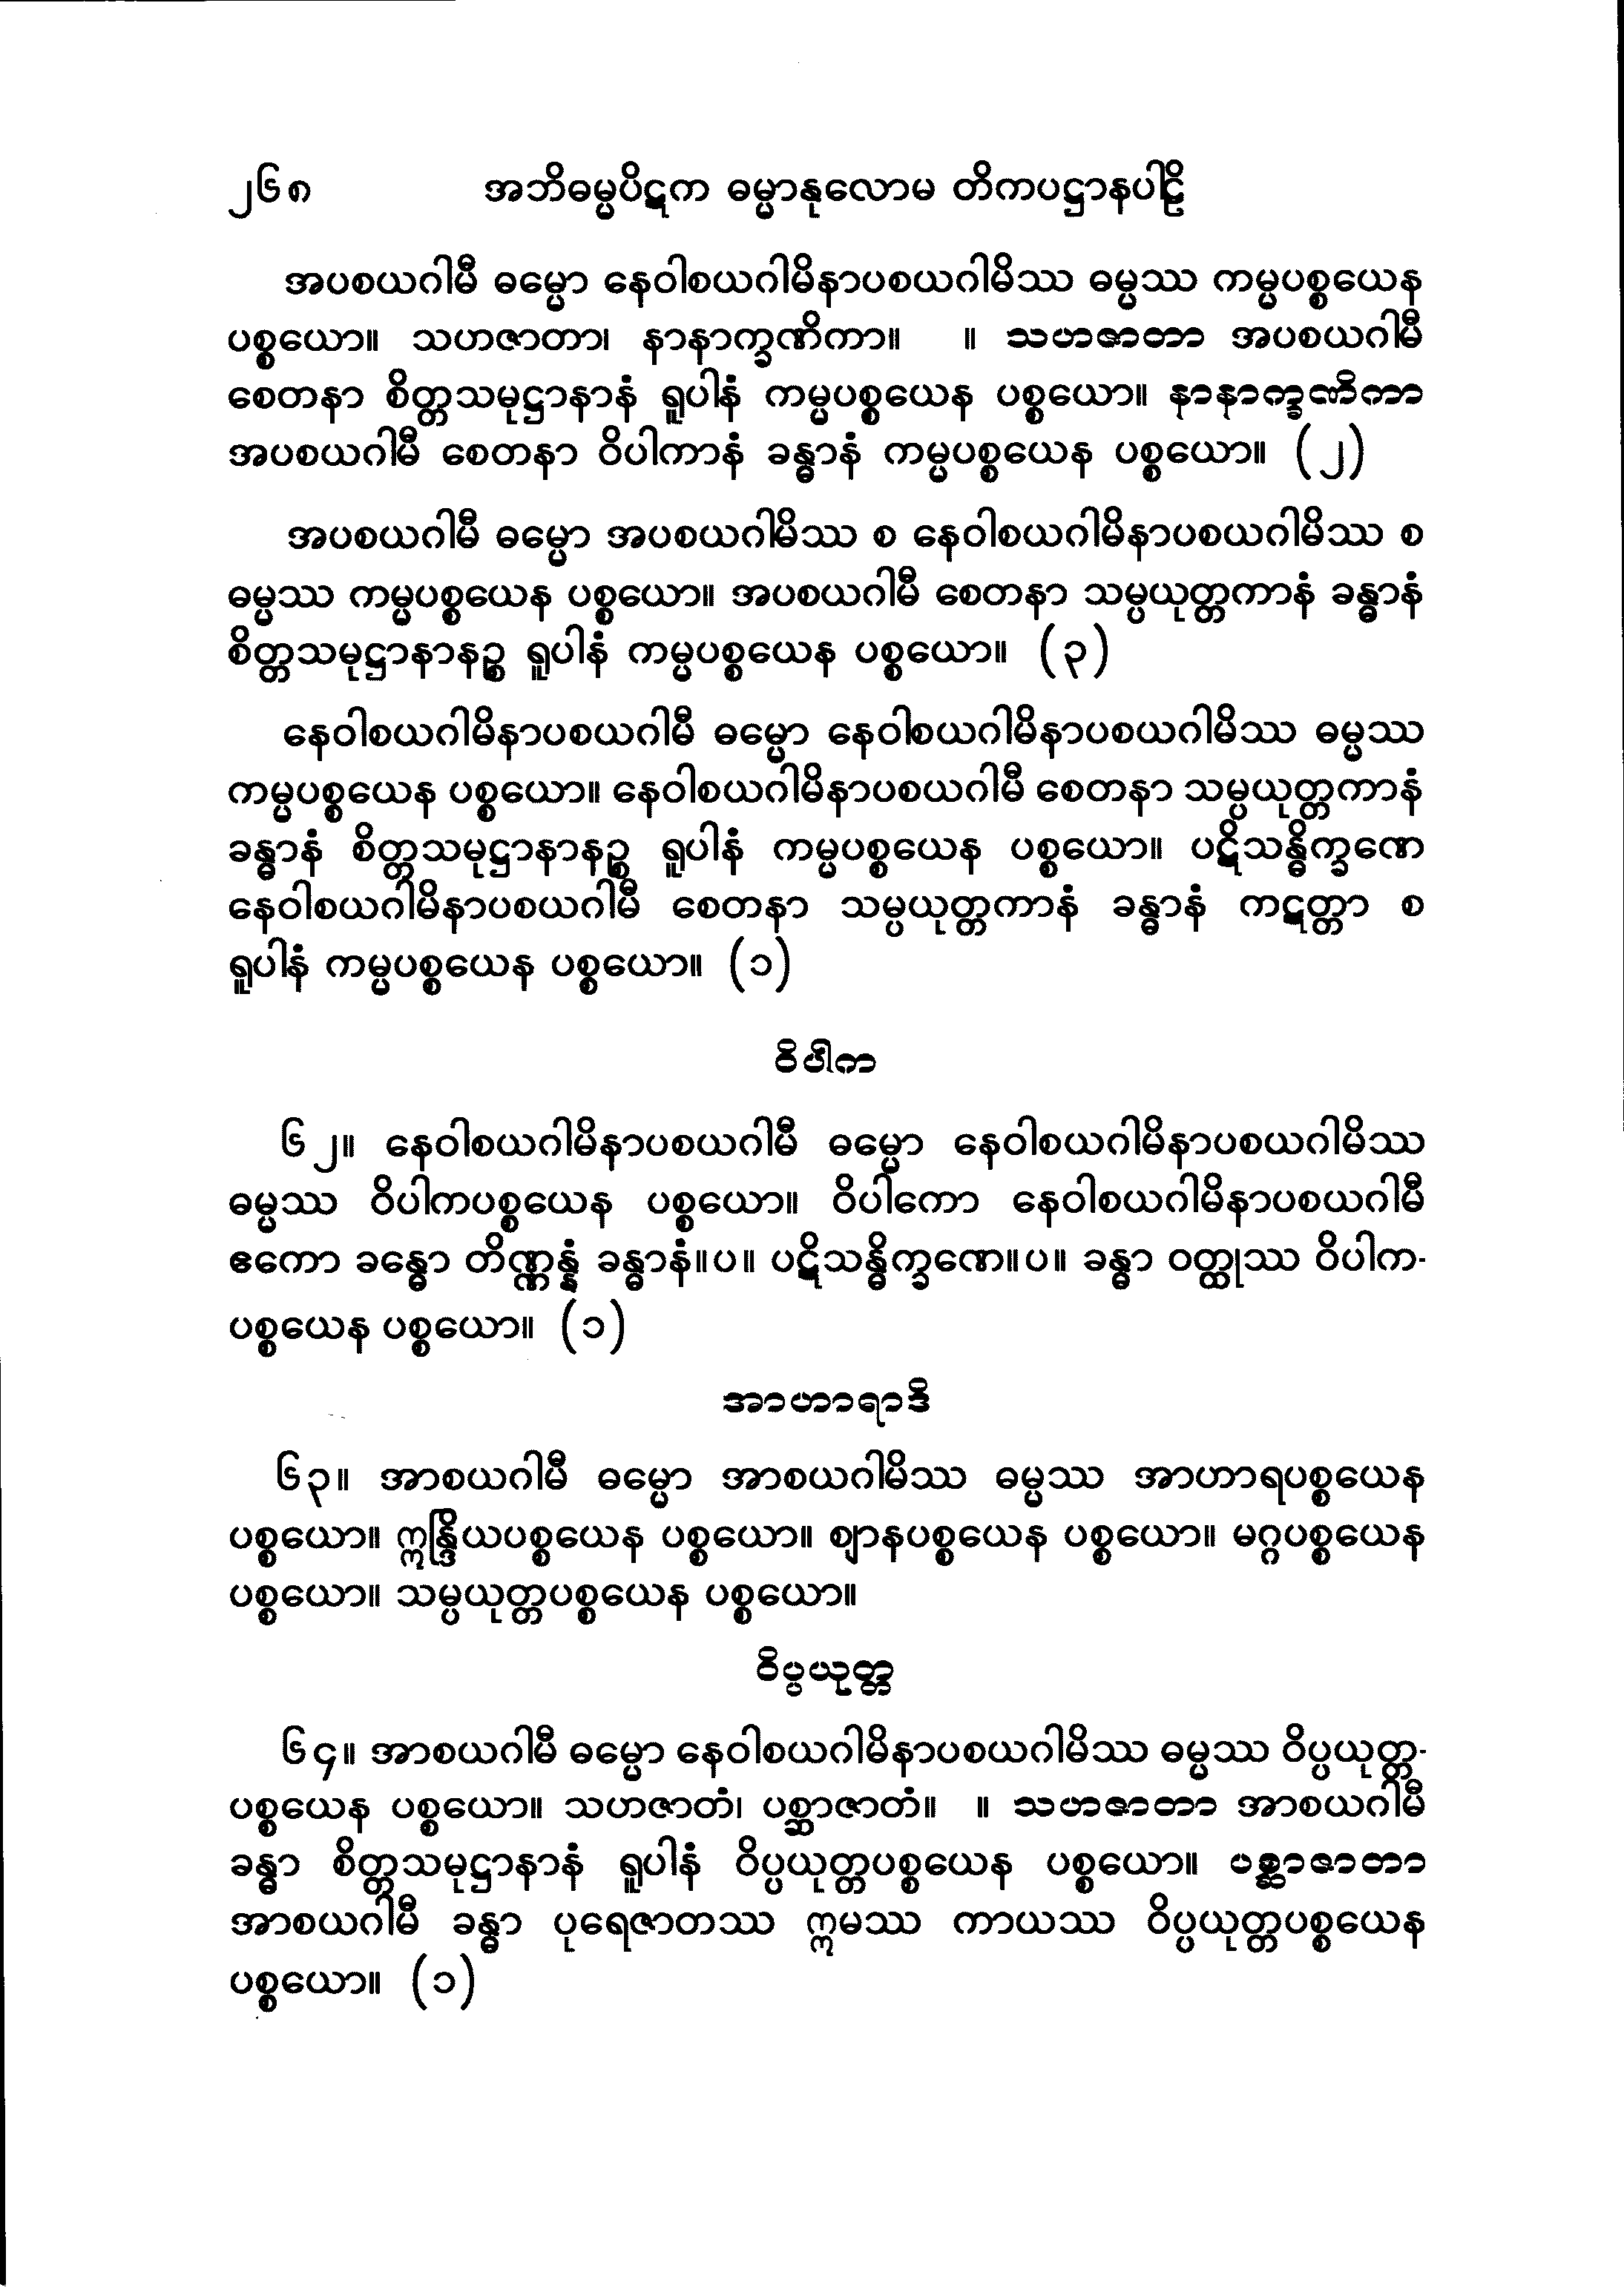 ၂၆၈ အဘိဓမ္မပိဋက ဓမ္မာနုလောမ တိကပဋ္ဌာနပါဠိ
အပစယဂါမီ ဓမ္မော နေဝါစယဂါမိနာပစယဂါမိဿ ဓမ္မဿ ကမ္မပစ္စယေန
ပစ္စယော။ သဟဇာတာ၊ နာနာက္ခဏိကာ။ ။ သဟဇာတာ အပစယဂါမီ
စေတနာ စိတ္တသမုဋ္ဌာနာနံ ရူပါနံ ကမ္မပစ္စယေန ပစ္စယော။ နာနာက္ခဏိကာ
အပစယဂါမီ စေတနာ ဝိပါကာနံ ခန္ဓာနံ ကမ္မပစ္စယေန ပစ္စယော။ (၂)
အပစယဂါမီ ဓမ္မော အပစယဂါမိဿ စ နေဝါစယဂါမိနာပစယဂါမိဿ စ
ဓမ္မဿ ကမ္မပစ္စယေန ပစ္စယော။ အပစယဂါမီ စေတနာ သမ္ပယုတ္တကာနံ ခန္ဓာနံ
စိတ္တသမုဋ္ဌာနာနဉ္စ ရူပါနံ ကမ္မပစ္စယေန ပစ္စယော။ (၃)
နေဝါစယဂါမိနာပစယဂါမီ ဓမ္မော နေဝါစယဂါမိနာပစယဂါမိဿ ဓမ္မဿ
ကမ္မပစ္စယေန ပစ္စယော။ နေဝါစယဂါမိနာပစယဂါမီ စေတနာ သမ္ပယုတ္တကာနံ
ခန္ဓာနံ စိတ္တသမုဋ္ဌာနာနဉ္စ ရူပါနံ ကမ္မပစ္စယေန ပစ္စယော။ ပဋိသန္ဓိက္ခဏေ
နေဝါစယဂါမိနာပစယဂါမီ စေတနာ သမ္ပယုတ္တကာနံ ခန္ဓာနံ ကဋတ္တာ စ
ရူပါနံ ကမ္မပစ္စယေန ပစ္စယော။ (၁)
ဝိပါက
၆၂။ နေဝါစယဂါမိနာပစယဂါမီ ဓမ္မော နေဝါစယဂါမိနာပစယဂါမိဿ
ဓမ္မဿ ဝိပါကပစ္စယေန ပစ္စယော။ ဝိပါကော နေဝါစယဂါမိနာပစယဂါမီ
ဧကော ခန္ဓော တိဏ္ဏန္နံ ခန္ဓာနံ။ပ။ ပဋိသန္ဓိက္ခဏေ။ပ။ ခန္ဓာ ဝတ္ထုဿ ဝိပါက-
ပစ္စယေန ပစ္စယော။ (၁)
အာဟာရာဒိ
၆၃။ အာစယဂါမီ ဓမ္မော အာစယဂါမိဿ ဓမ္မဿ အာဟာရပစ္စယေန
ပစ္စယော။ ဣန္ဒြိယပစ္စယေန ပစ္စယော။ ဈာနပစ္စယေန ပစ္စယော။ မဂ္ဂပစ္စယေန
ပစ္စယော။ သမ္ပယုတ္တပစ္စယေန ပစ္စယော။
ဝိပ္ပယုတ္တ
၆၄။ အာစယဂါမီ ဓမ္မော နေဝါစယဂါမိနာပစယဂါမိဿ ဓမ္မဿ ဝိပ္ပယုတ္တ-
ပစ္စယေန ပစ္စယော။ သဟဇာတံ၊ ပစ္ဆာဇာတံ။ ။ သဟဇာတာ အာစယဂါမီ
ခန္ဓာ စိတ္တသမုဋ္ဌာနာနံ ရူပါနံ ဝိပ္ပယုတ္တပစ္စယေန ပစ္စယော။ ပစ္ဆာဇာတာ
အာစယဂါမီ ခန္ဓာ ပုရေဇာတဿ ဣမဿ ကာယဿ ဝိပ္ပယုတ္တပစ္စယေန
ပစ္စယော။ (၁)